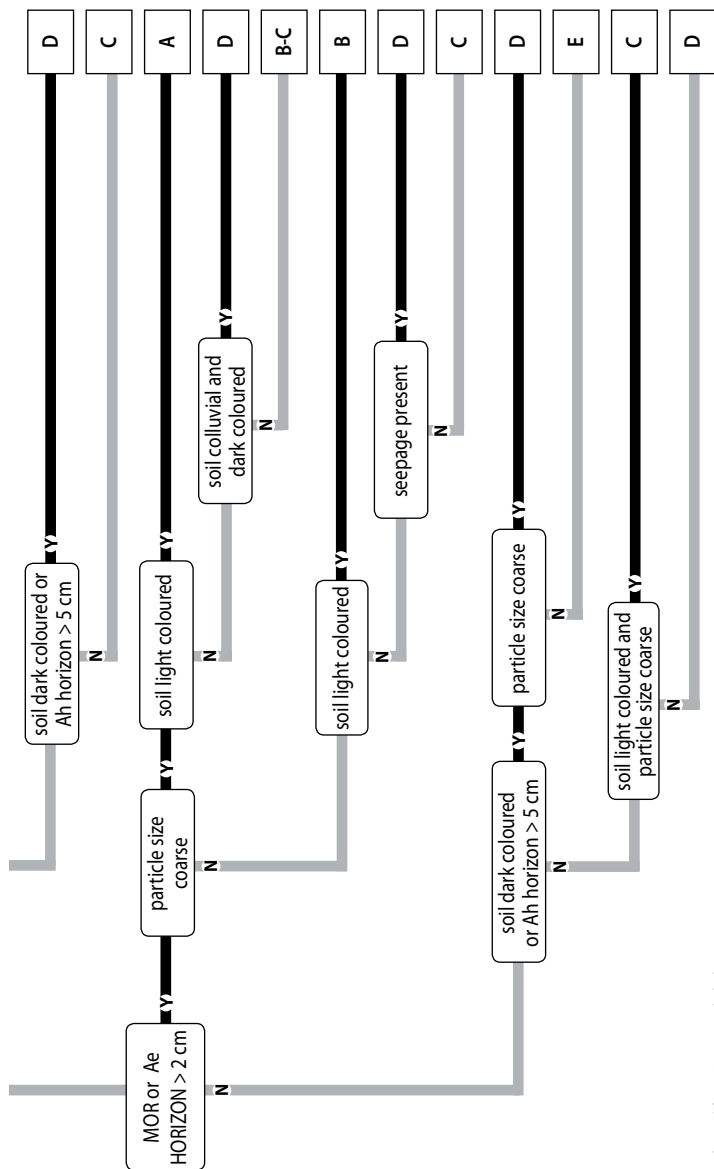 soil dark coloured or
Ah horizon > 5 cm
Y
D
N
C
MOR or Ae
HORIZON > 2 cm
Y
particle size
coarse
Y
soil light coloured
Y
A
N
soil colluvial and
dark coloured
Y
D
N
B-C
N
soil light coloured
Y
B
N
seepage present
Y
D
N
C
N
soil dark coloured
or Ah horizon > 5 cm
Y
particle size coarse
Y
D
N
E
N
soil light coloured and
particle size coarse
Y
C
N
D